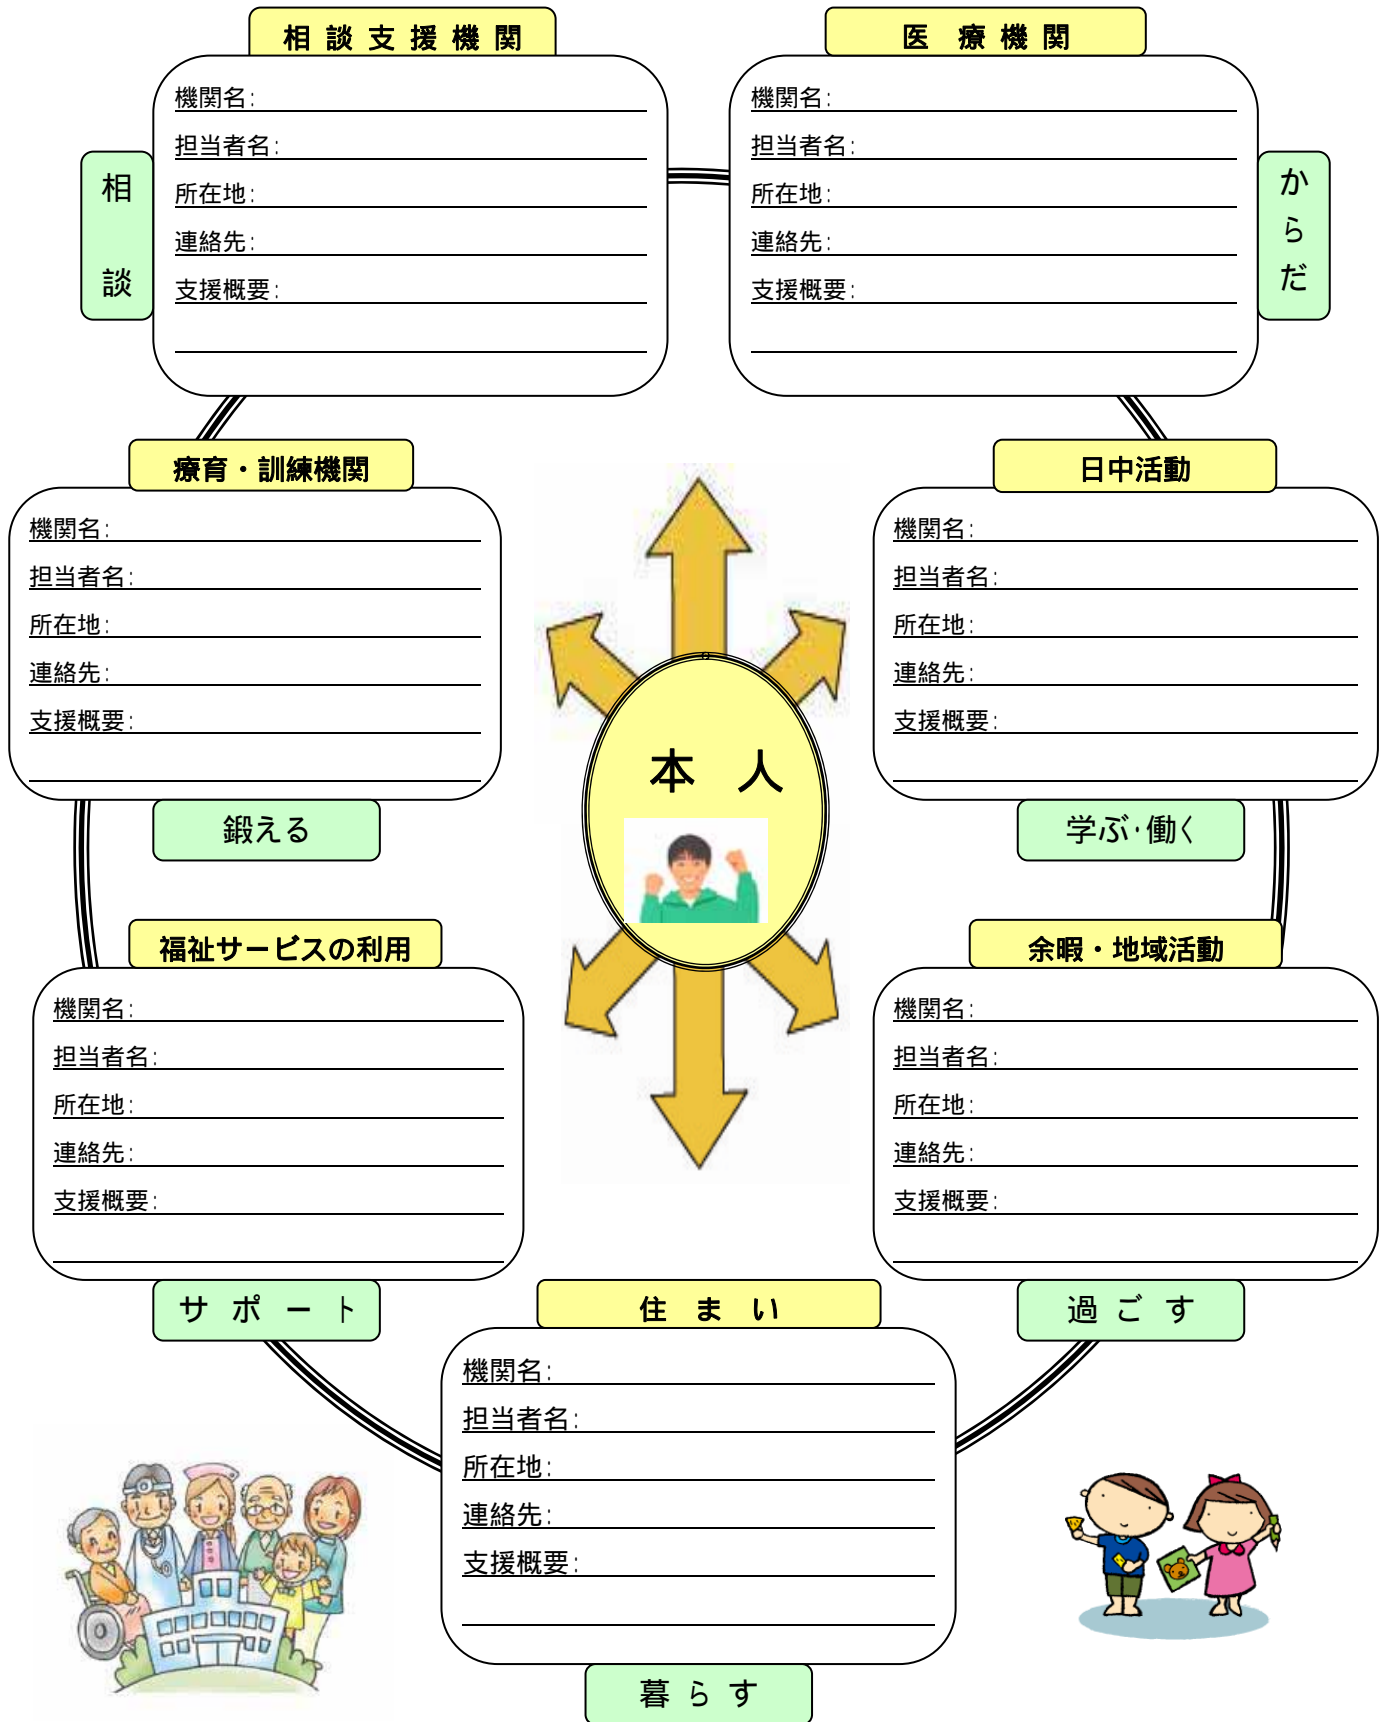 相談支援機関
機関名：
担当者名：
所在地：
連絡先：
支援概要：
相談
医療機関
機関名：
担当者名：
所在地：
連絡先：
支援概要：
からだ
療育・訓練機関
機関名：
担当者名：
所在地：
連絡先：
支援概要：
鍛える
日中活動
機関名：
担当者名：
所在地：
連絡先：
支援概要：
学ぶ・働く
本人
福祉サービスの利用
機関名：
担当者名：
所在地：
連絡先：
支援概要：
サポート
余暇・地域活動
機関名：
担当者名：
所在地：
連絡先：
支援概要：
過ごす
住まい
機関名：
担当者名：
所在地：
連絡先：
支援概要：
暮らす